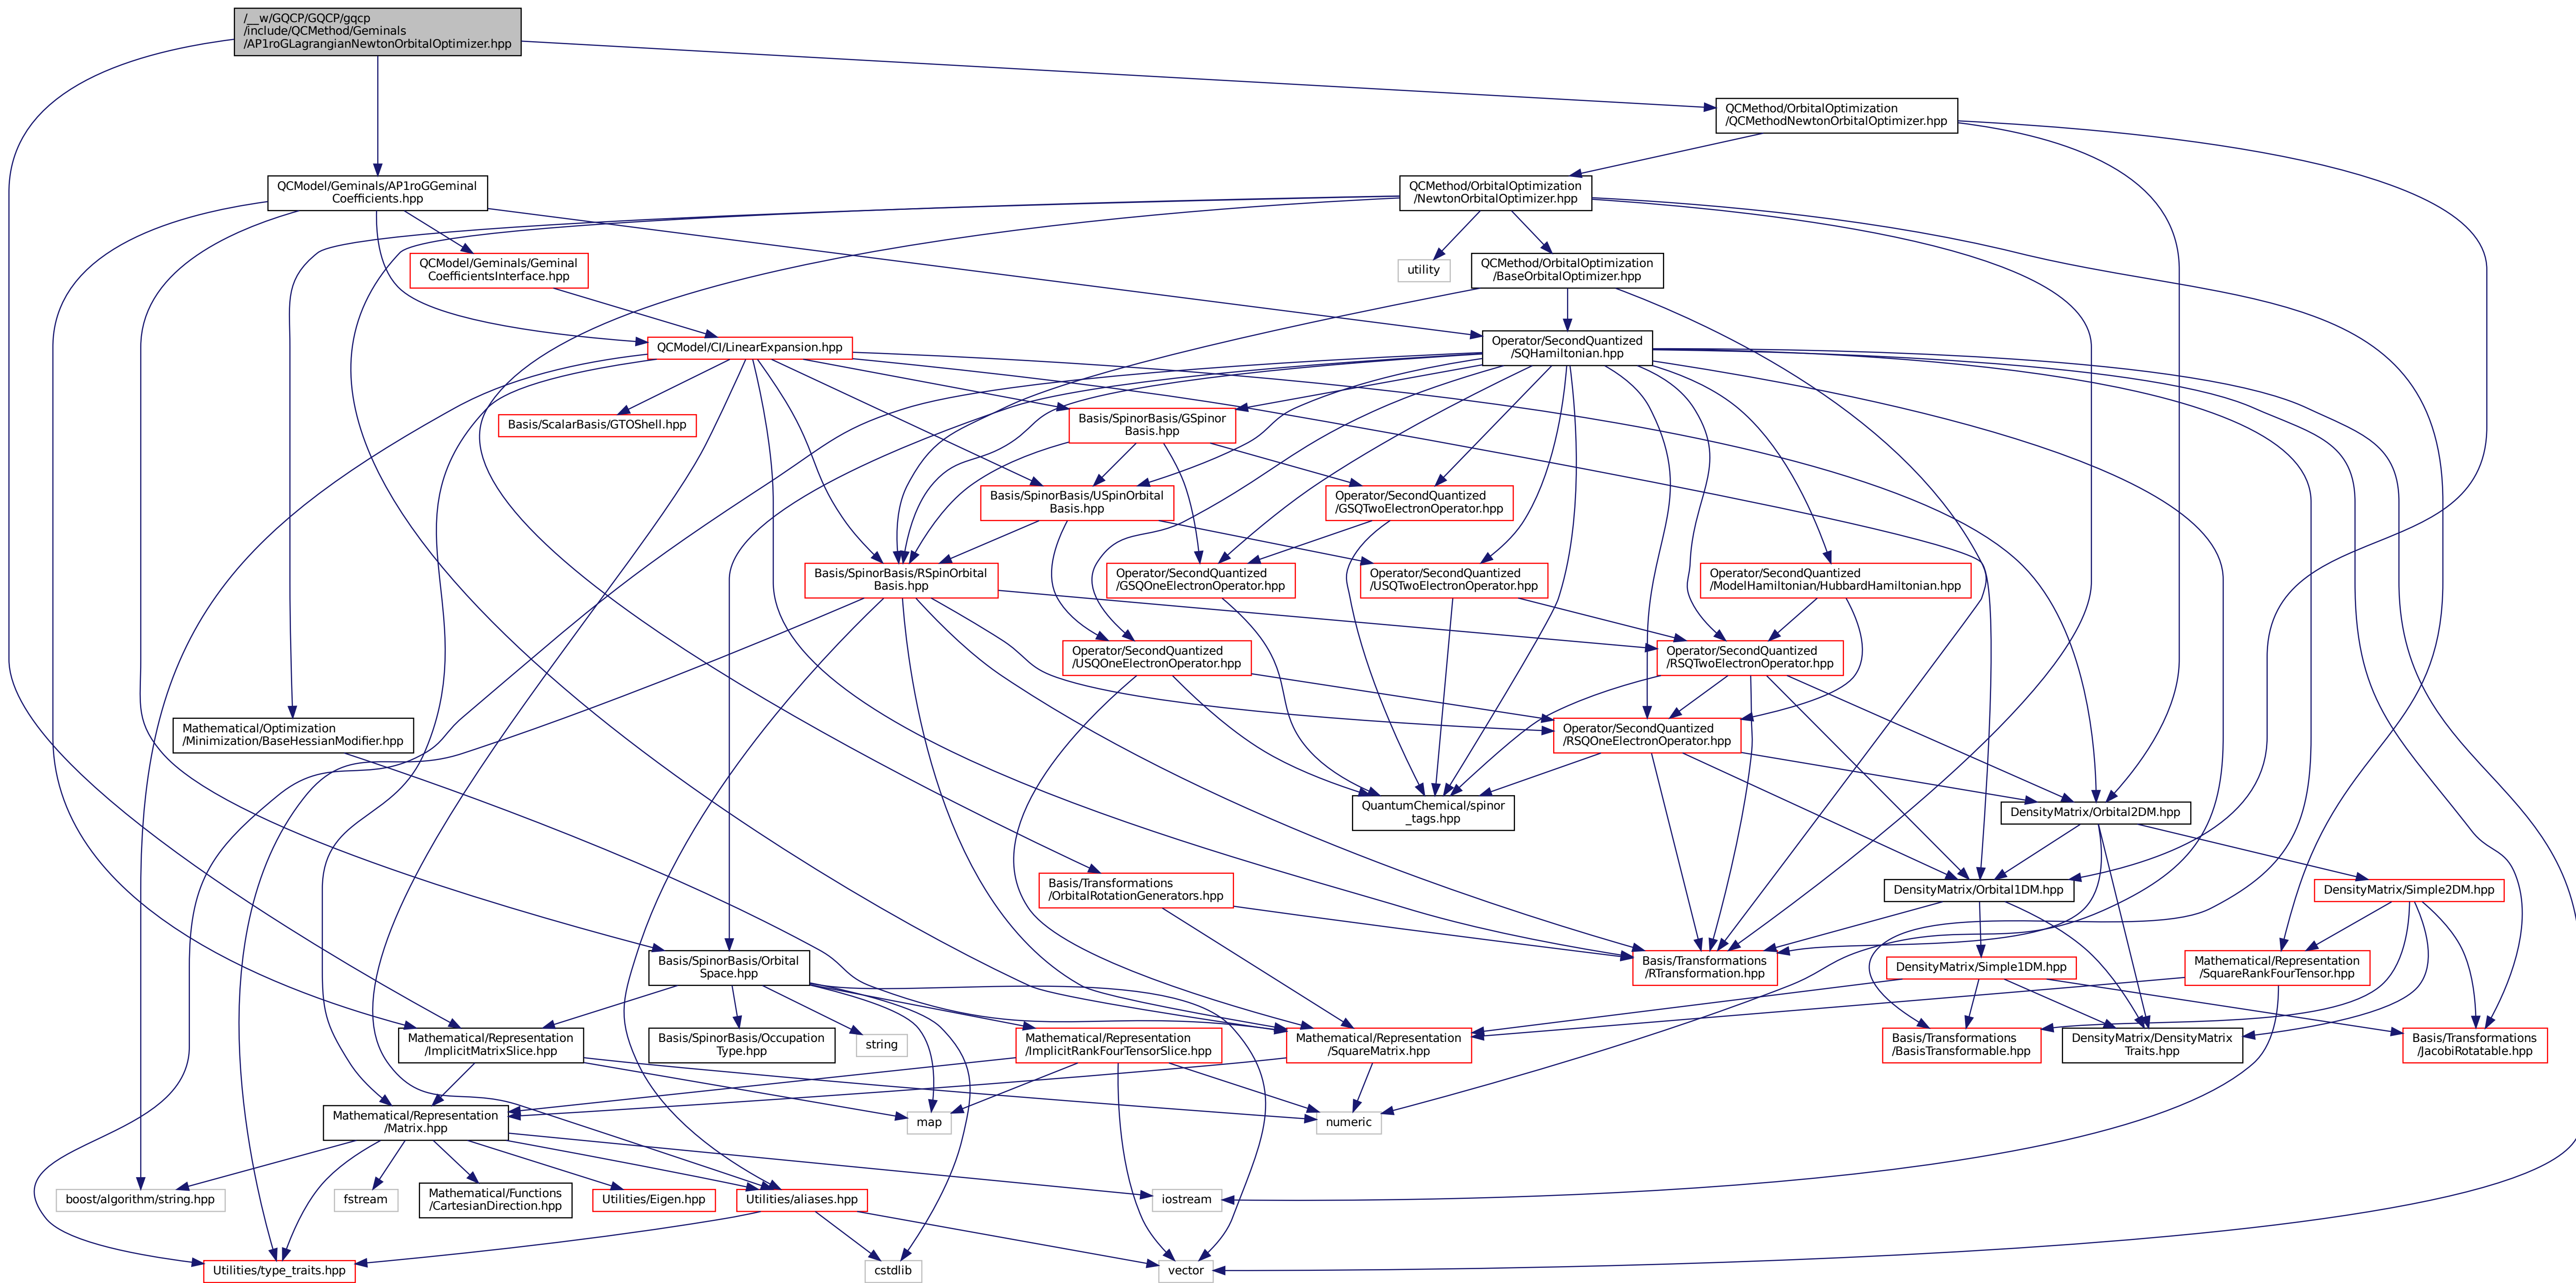 /__w/GQCP/GQCP/gqcp
/include/QCMethod/Geminals
/AP1roGLagrangianNewtonOrbitalOptimizer.hpp
QCMethod/OrbitalOptimization
/QCMethodNewtonOrbitalOptimizer.hpp
QCModel/Geminals/AP1roGGeminal
Coefficients.hpp
QCMethod/OrbitalOptimization
/NewtonOrbitalOptimizer.hpp
QCModel/Geminals/Geminal
CoefficientsInterface.hpp
utility
QCMethod/OrbitalOptimization
/BaseOrbitalOptimizer.hpp
QCModel/CI/LinearExpansion.hpp
Operator/SecondQuantized
/SQHamiltonian.hpp
Basis/ScalarBasis/GTOShell.hpp
Basis/SpinorBasis/GSpinor
Basis.hpp
Basis/SpinorBasis/USpinOrbital
Basis.hpp
Operator/SecondQuantized
/GSQTwoElectronOperator.hpp
Basis/SpinorBasis/RSpinOrbital
Basis.hpp
Operator/SecondQuantized
/GSQOneElectronOperator.hpp
Operator/SecondQuantized
/USQTwoElectronOperator.hpp
Operator/SecondQuantized
/ModelHamiltonian/HubbardHamiltonian.hpp
Operator/SecondQuantized
/USQOneElectronOperator.hpp
Operator/SecondQuantized
/RSQTwoElectronOperator.hpp
Mathematical/Optimization
/Minimization/BaseHessianModifier.hpp
Operator/SecondQuantized
/RSQOneElectronOperator.hpp
QuantumChemical/spinor
_tags.hpp
DensityMatrix/Orbital2DM.hpp
Basis/Transformations
/OrbitalRotationGenerators.hpp
DensityMatrix/Orbital1DM.hpp
DensityMatrix/Simple2DM.hpp
Basis/SpinorBasis/Orbital
Space.hpp
Basis/Transformations
/RTransformation.hpp
DensityMatrix/Simple1DM.hpp
Mathematical/Representation
/SquareRankFourTensor.hpp
Mathematical/Representation
/ImplicitMatrixSlice.hpp
Basis/SpinorBasis/Occupation
Type.hpp
string
Mathematical/Representation
/ImplicitRankFourTensorSlice.hpp
Mathematical/Representation
/SquareMatrix.hpp
Basis/Transformations
/BasisTransformable.hpp
DensityMatrix/DensityMatrix
Traits.hpp
Basis/Transformations
/JacobiRotatable.hpp
Mathematical/Representation
/Matrix.hpp
map
numeric
boost/algorithm/string.hpp
fstream
Mathematical/Functions
/CartesianDirection.hpp
Utilities/Eigen.hpp
Utilities/aliases.hpp
iostream
Utilities/type_traits.hpp
cstdlib
vector